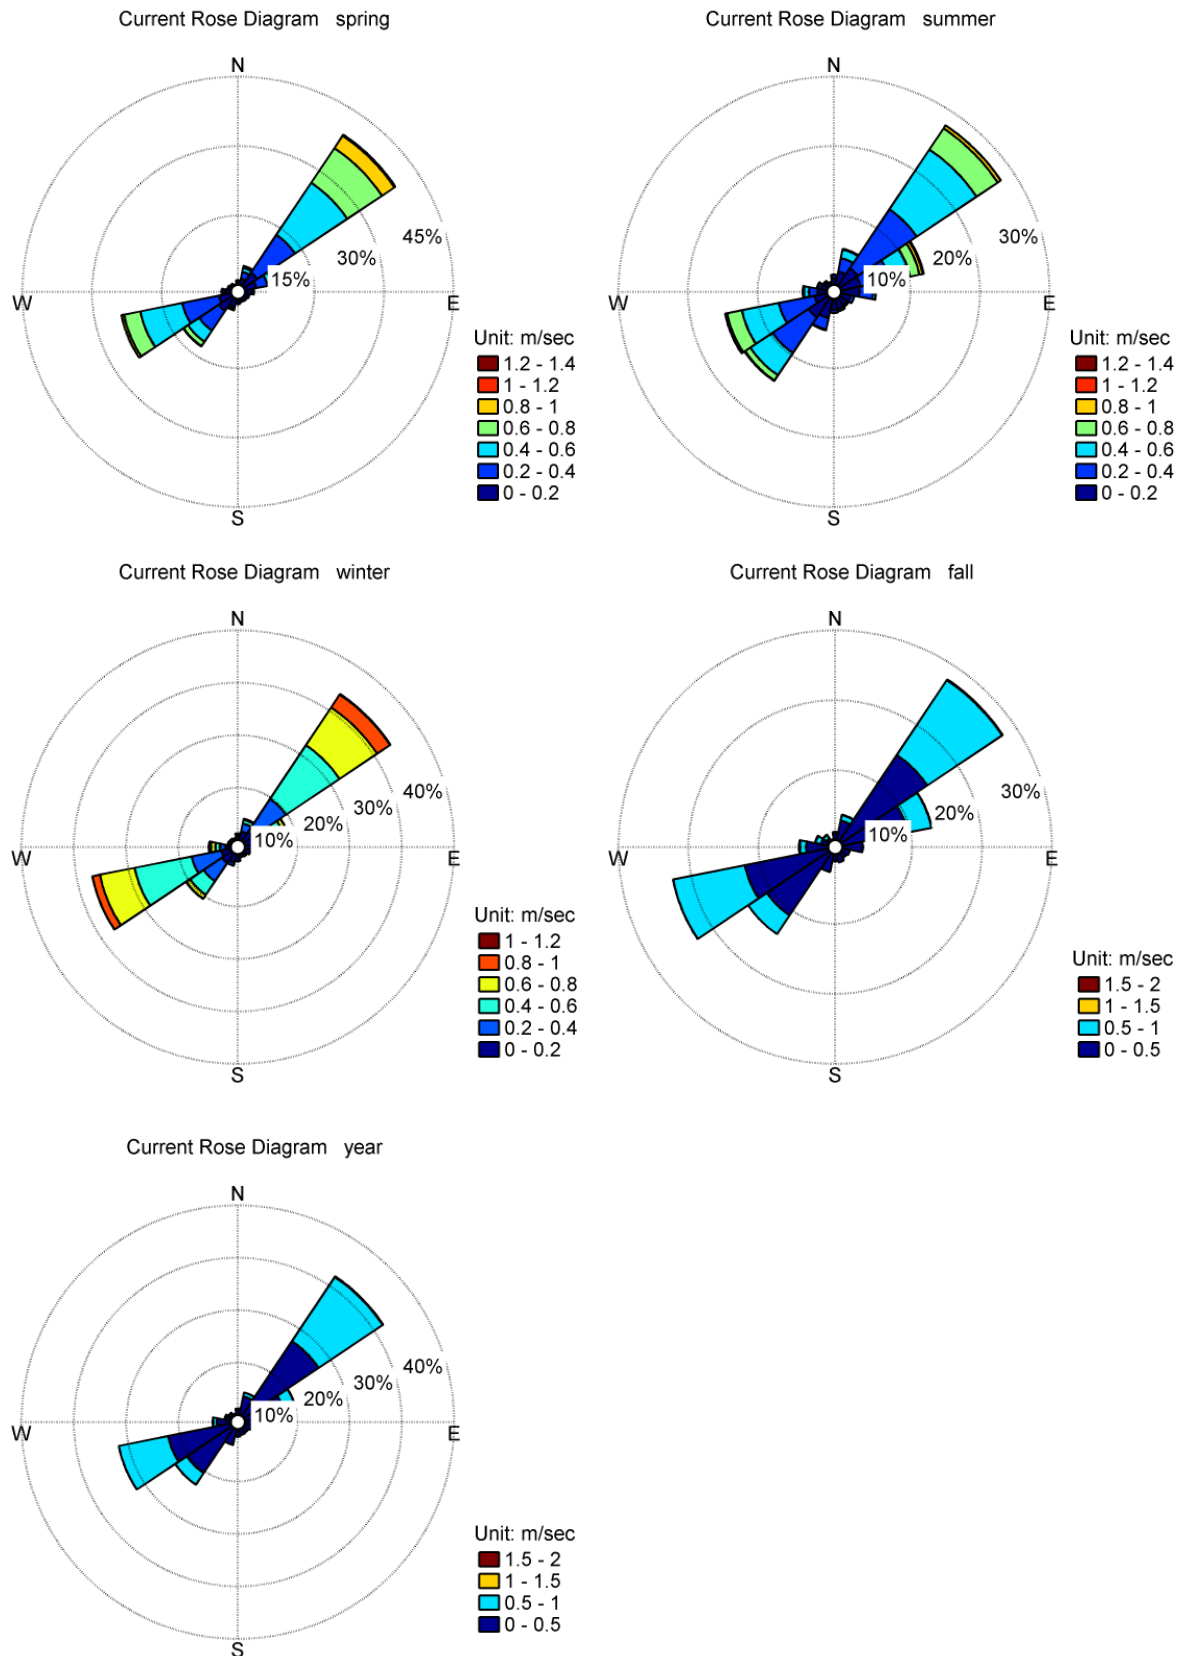 Current Rose Diagram spring
N
45%
30%
15%
W
E
S
Unit: m/sec
1.2 - 1.4
1 - 1.2
0.8 - 1
0.6 - 0.8
0.4 - 0.6
0.2 - 0.4
0 - 0.2
Current Rose Diagram summer
N
30%
20%
10%
W
E
S
Unit: m/sec
1.2 - 1.4
1 - 1.2
0.8 - 1
0.6 - 0.8
0.4 - 0.6
0.2 - 0.4
0 - 0.2
Current Rose Diagram winter
N
40%
30%
20%
10%
W
E
S
Unit: m/sec
1 - 1.2
0.8 - 1
0.6 - 0.8
0.4 - 0.6
0.2 - 0.4
0 - 0.2
Current Rose Diagram fall
N
30%
20%
10%
W
E
S
Unit: m/sec
1.5 - 2
1 - 1.5
0.5 - 1
0 - 0.5
Current Rose Diagram year
N
40%
30%
20%
10%
W
E
S
Unit: m/sec
1.5 - 2
1 - 1.5
0.5 - 1
0 - 0.5